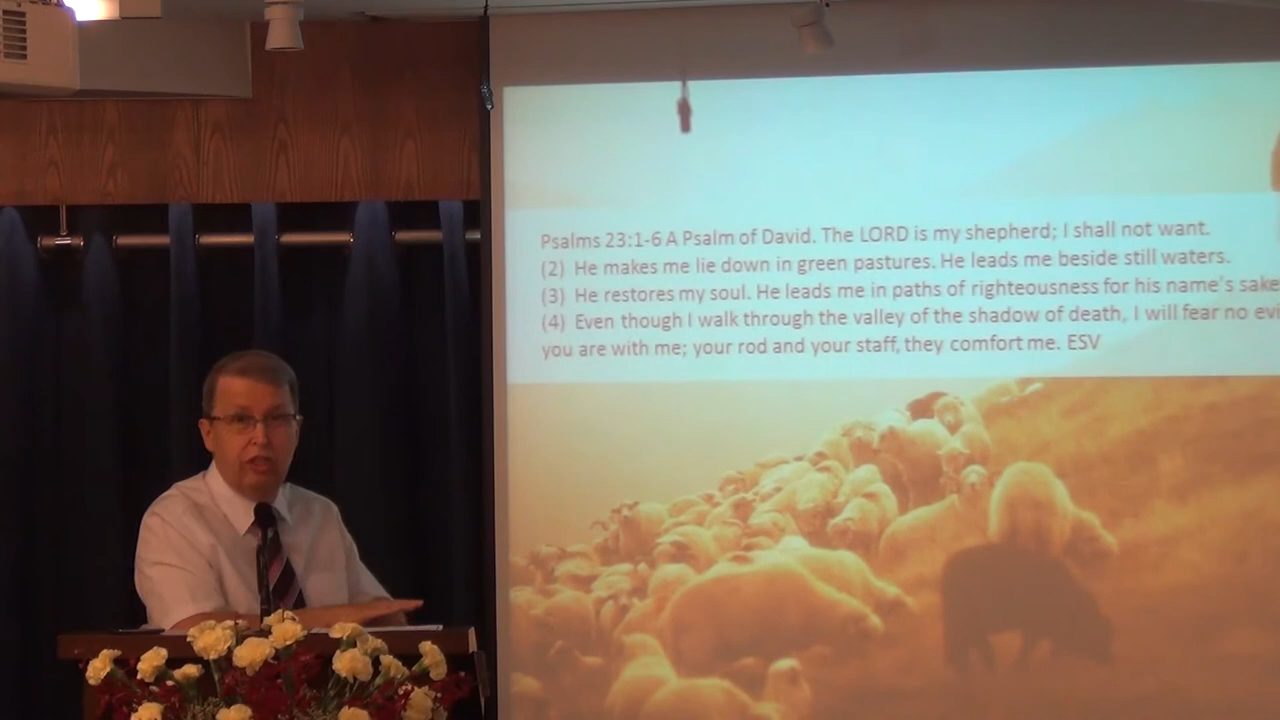 Psalms 23:1-6 A Psalm of David. The LORD is my shepherd; I shall not want.
(2) He makes me lie down in green pastures. He leads me beside still waters.
(3) He restores my soul. He leads me in paths of righteousness for his name's sake
(4) Even though I walk through the valley of the shadow of death, I will fear no evi
you are with me; your rod and your staff, they comfort me. ESV